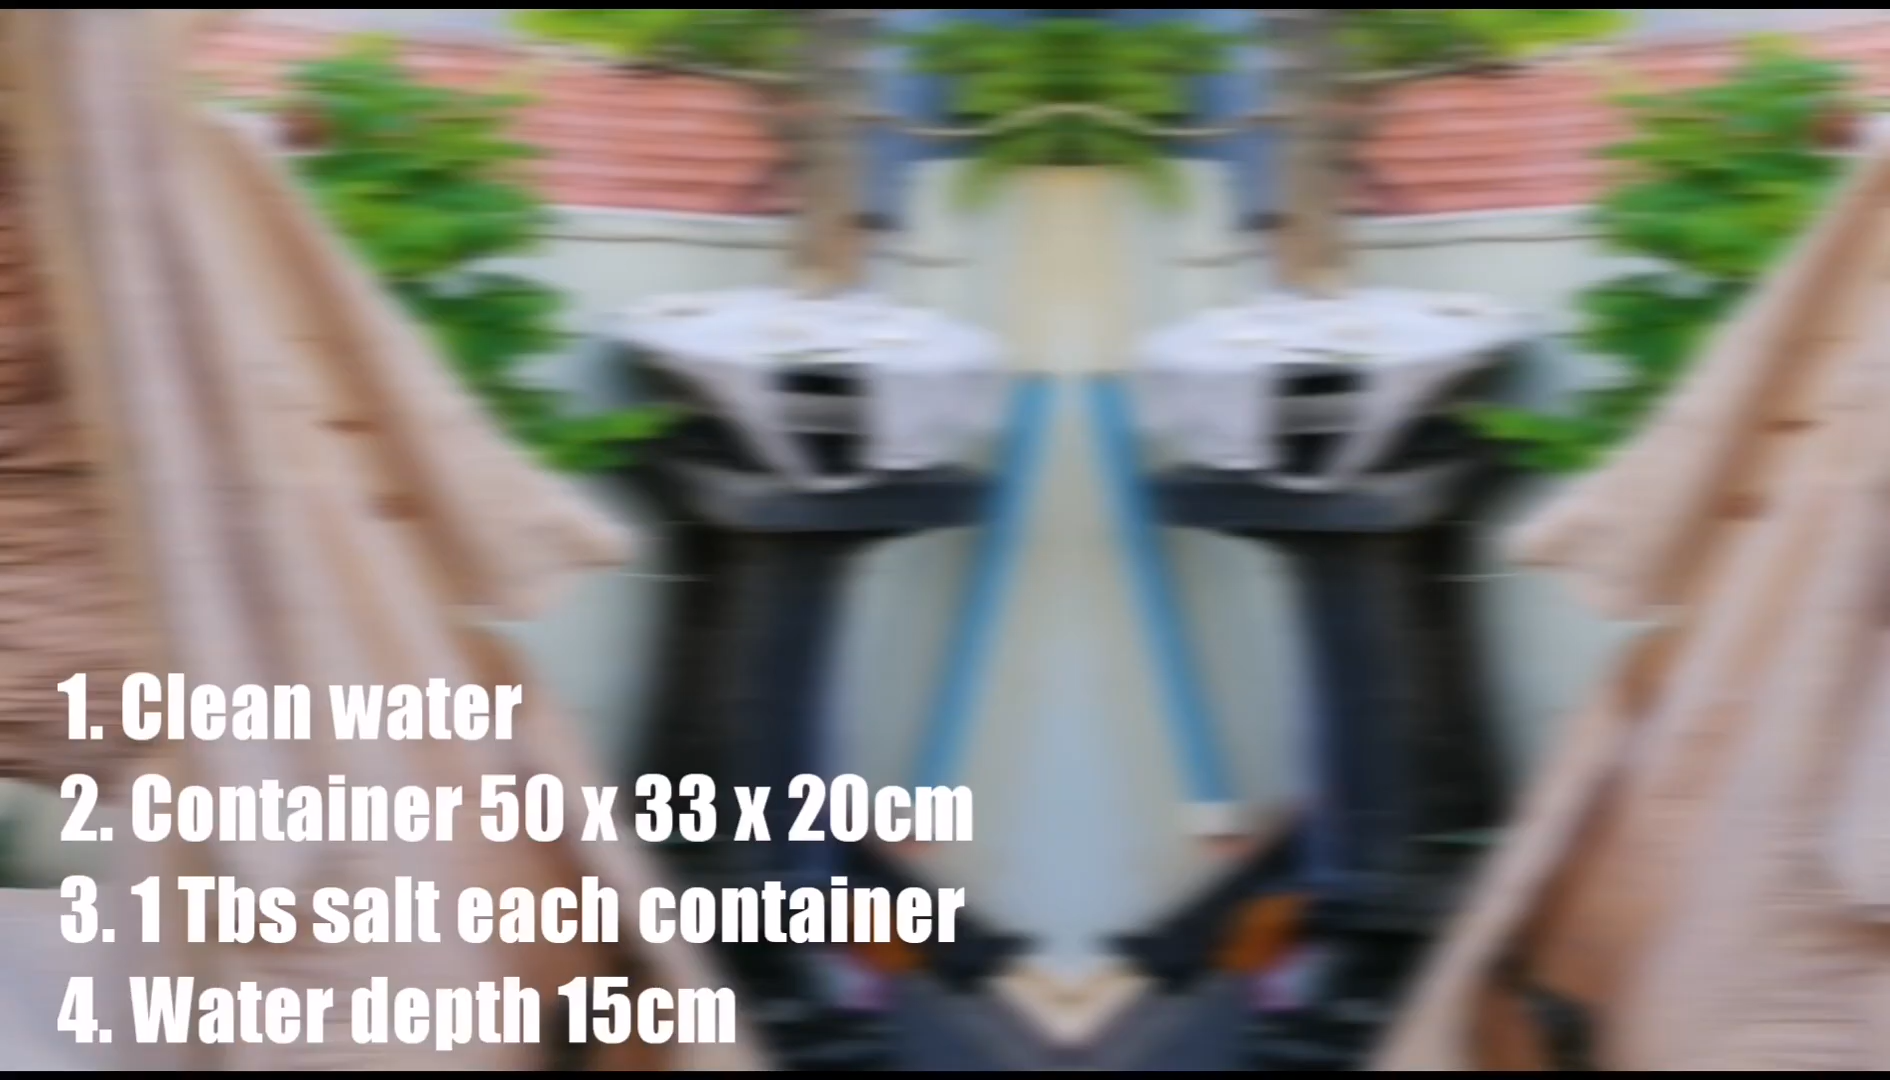 1. Clean water
2. Container 50 x 33 x 20cm
3. 1 Tbs salt each container
4. Water depth 15cm